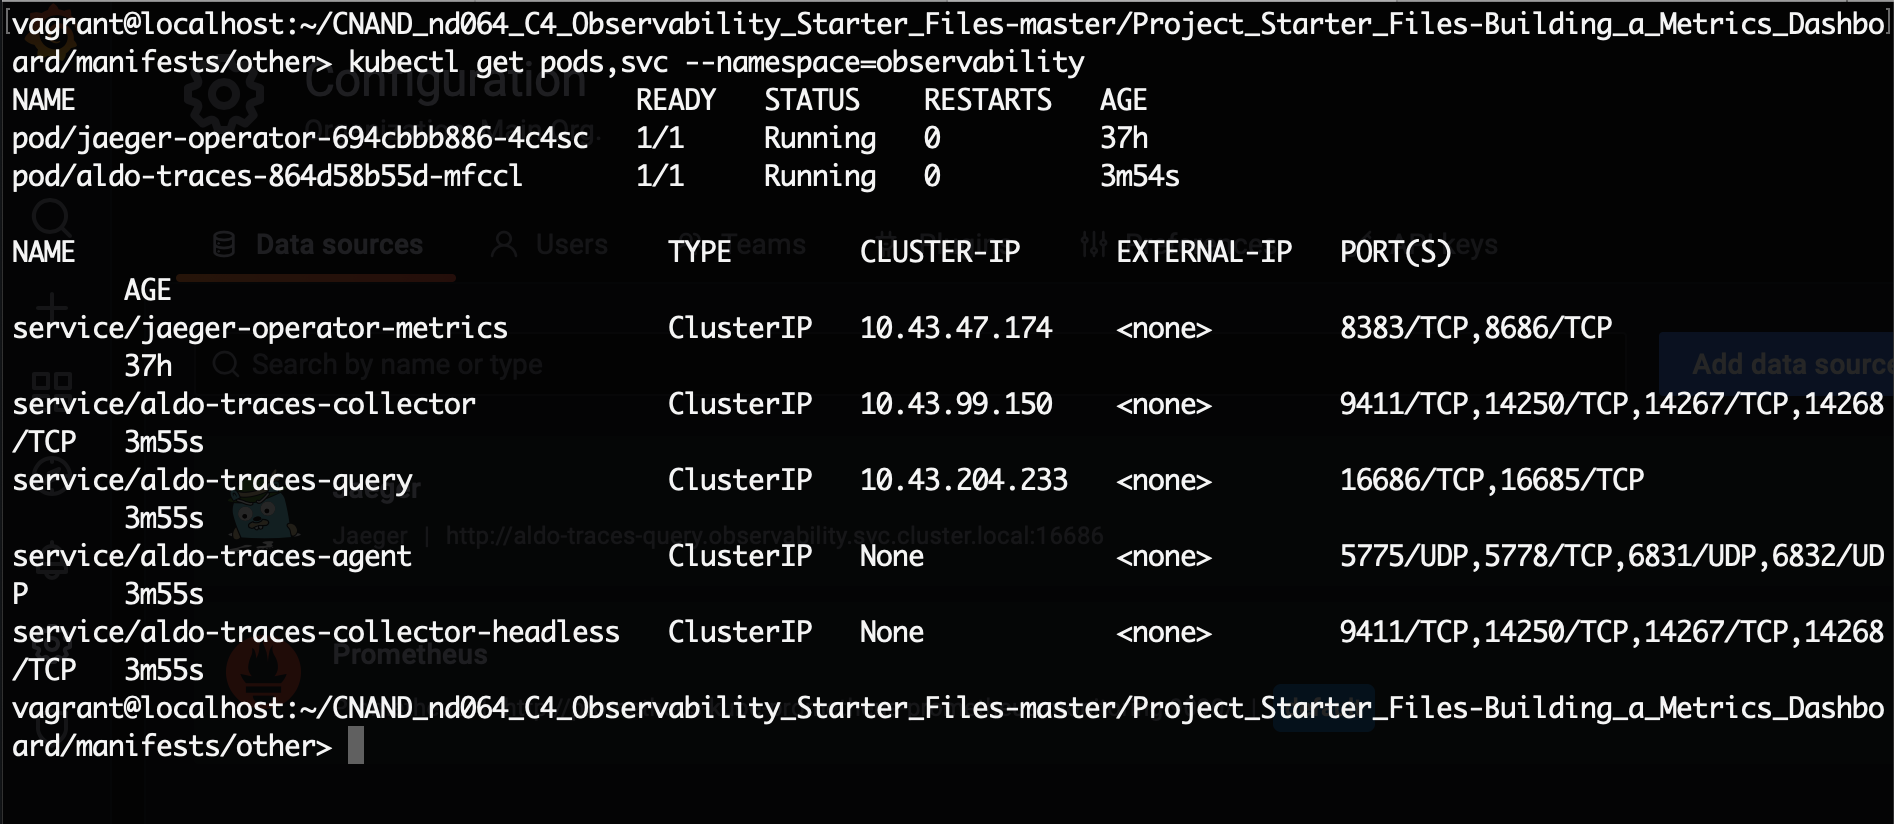 vagrant@localhost:~/CNAND_nd064_C4_Observability_Starter_Files-master/Project_Starter_Files-Building_a_Metrics_Dashbo
ard/manifests/other> kubectl get pods,svc --namespace=observability
Configuration
NAME READY STATUS RESTARTS AGE
Organization: Main Org.
pod/jaeger-operator-694cbbb886-4c4sc 1/1 Running 0 37h
pod/aldo-traces-864d58b55d-mfccl 1/1 Running 0 3m54s
Data sources Users Teams keys
NAME TYPE CLUSTER-IP EXTERNAL-IP PORT(S)
AGE
service/jaeger-operator-metrics ClusterIP 10.43.47.174 <none> 8383/TCP,8686/TCP
37h
Search by name or type Add data source
service/aldo-traces-collector ClusterIP 10.43.99.150 <none> 9411/TCP,14250/TCP,14267/TCP,14268
/TCP 3m55s
service/aldo-traces-query ClusterIP 10.43.204.233 <none> 16686/TCP,16685/TCP
Jaeger
3m55s
Jaeger | http://aldo-traces-query.observability.svc.cluster.local:16686
service/aldo-traces-agent ClusterIP None <none> 5775/UDP,5778/TCP,6831/UDP,6832/UD
P 3m55s
service/aldo-traces-collector-headless ClusterIP None <none> 9411/TCP,14250/TCP,14267/TCP,14268
Prometheus
/TCP 3m55s
vagrant@localhost:~/CNAND_nd064_C4_Observability_Starter_Files-master/Project_Starter_Files-Building_a_Metrics_Dashbo
ard/manifests/other>